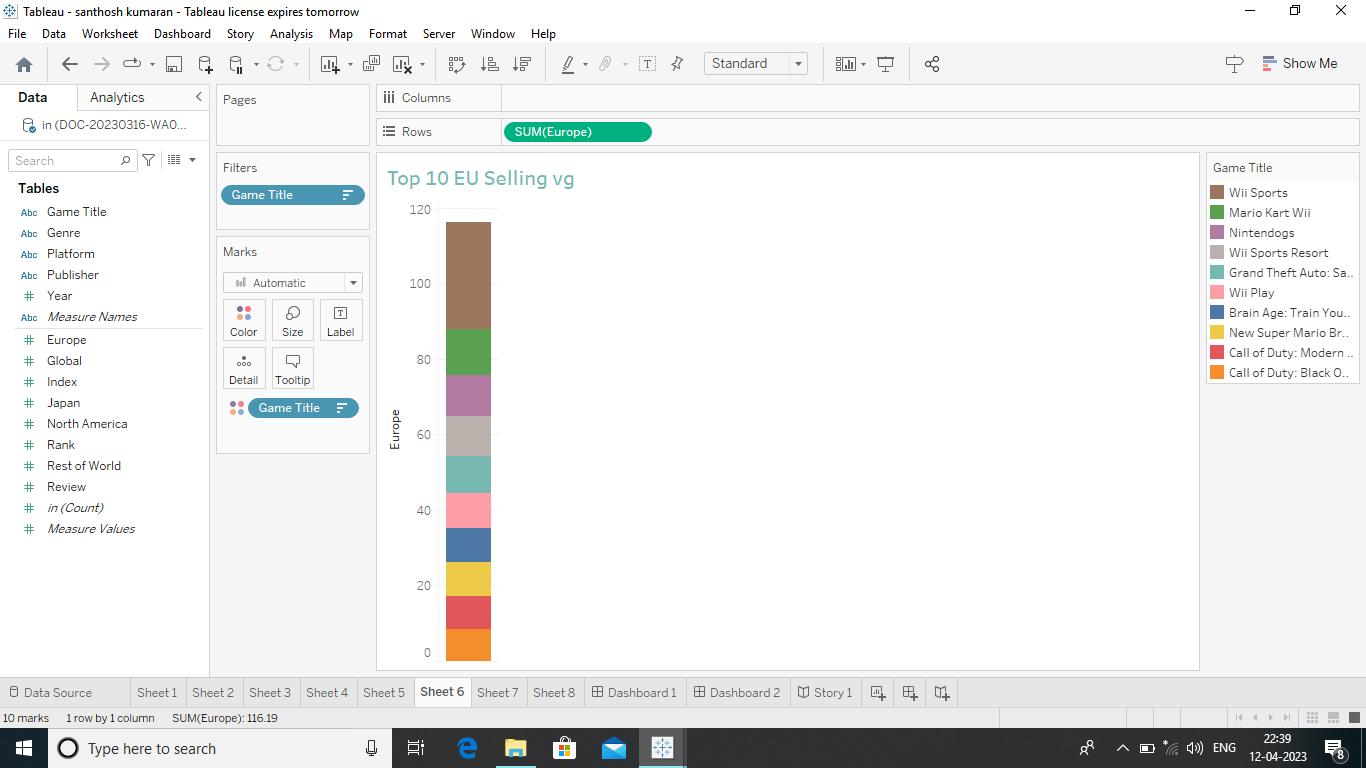 Tableau - santhosh kumaran - Tableau license expires tomorrow
File Data Worksheet Dashboard Story Analysis Map Format Server Window Help
Standard
Show Me
Data Analytics
in (DOC-20230316-WA0...
Search
Tables
Abc Game Title
Abc Genre
Abc Platform
Abc Publisher
# Year
Abc Measure Names
# Europe
# Global
# Index
# Japan
# North America
# Rank
# Rest of World
# Review
# in (Count)
# Measure Values
Pages
Filters
Game Title
Marks
Automatic
Color Size Label
Detail Tooltip
Game Title
Columns
Rows SUM(Europe)
Top 10 EU Selling vg
120
100
80
60
40
20
0
Europe
Game Title
Wii Sports
Mario Kart Wii
Nintendogs
Wii Sports Resort
Grand Theft Auto: Sa..
Wii Play
Brain Age: Train You..
New Super Mario Br..
Call of Duty: Modern ..
Call of Duty: Black O..
Data Source Sheet 1 Sheet 2 Sheet 3 Sheet 4 Sheet 5 Sheet 6 Sheet 7 Sheet 8 Dashboard 1 Dashboard 2 Story 1
10 marks 1 row by 1 column SUM(Europe): 116.19
Type here to search
ENG
22:39
12-04-2023
8